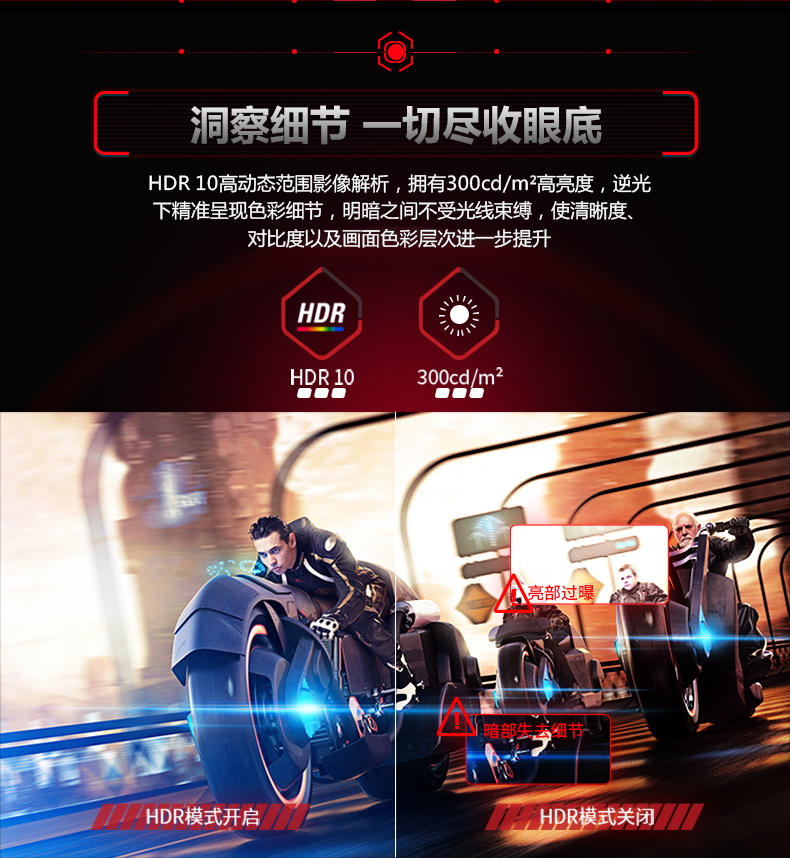 洞察细节 一切尽收眼底
HDR 10高动态范围影像解析，拥有300cd/m²高亮度，逆光
下精准呈现色彩细节，明暗之间不受光线束缚，使清晰度、
对比度以及画面色彩层次进一步提升
HDR
HDR 10
300cd/m²
亮部过曝
暗部失去细节
HDR模式开启
HDR模式关闭